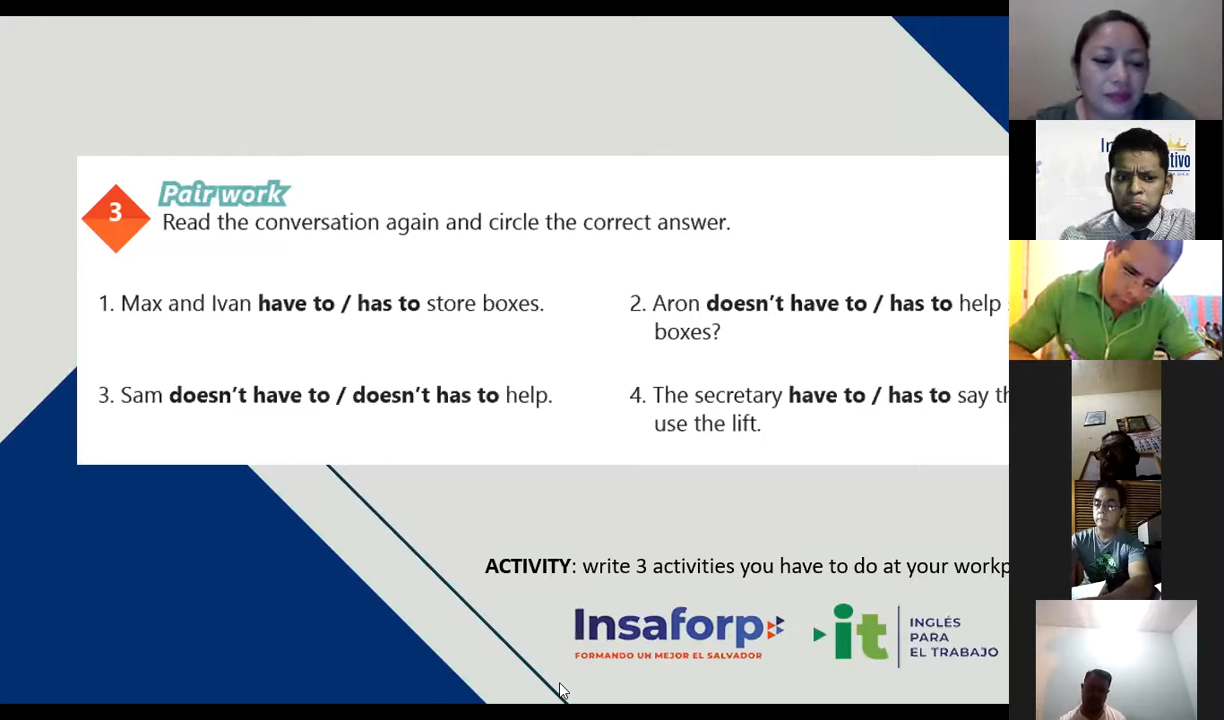 3
Pair work
Read the conversation again and circle the correct answer.
1. Max and Ivan have to / has to store boxes.
2. Aron doesn't have to / has to help
boxes?
3. Sam doesn't have to / doesn't has to help.
4. The secretary have to / has to say
use the lift.
ACTIVITY: write 3 activities you have to do at your
Insaforp
FORMANDO UN MEJOR EL SALVADOR
it
INGLÉS
PARA
EL TRABAJO